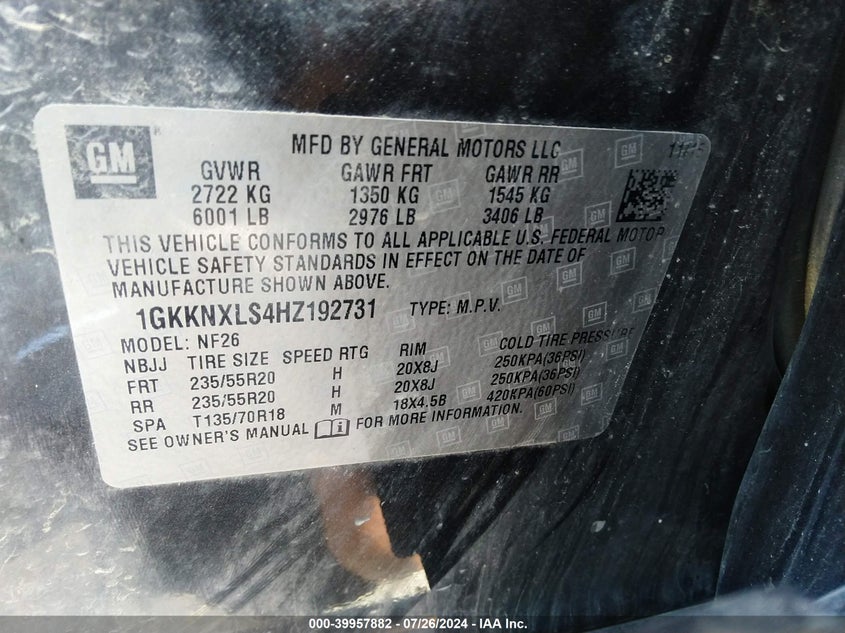 GM
MFD BY GENERAL MOTORS LLC
GVWR GAWR FRT GAWR RR
2722 KG 1350 KG 1545 KG
6001 LB 2976 LB 3406 LB
THIS VEHICLE CONFORMS TO ALL APPLICABLE U.S. FEDERAL MOTOR
VEHICLE SAFETY STANDARDS IN EFFECT ON THE DATE OF
MANUFACTURE SHOWN ABOVE.
1GKKNXLS4HZ192731 TYPE: M.P.V.
MODEL: NF26
NBJJ TIRE SIZE SPEED RTG RIM COLD TIRE PRESSURE
FRT 235/55R20 H 20X8J 250KPA(36PSI)
RR 235/55R20 H 20X8J 250KPA(36PSI)
SPA T135/70R18 M 18X4.5B 420KPA(60PSI)
SEE OWNER'S MANUAL FOR MORE INFORMATION.
000-39957882 - 07/26/2024 - IAA Inc.